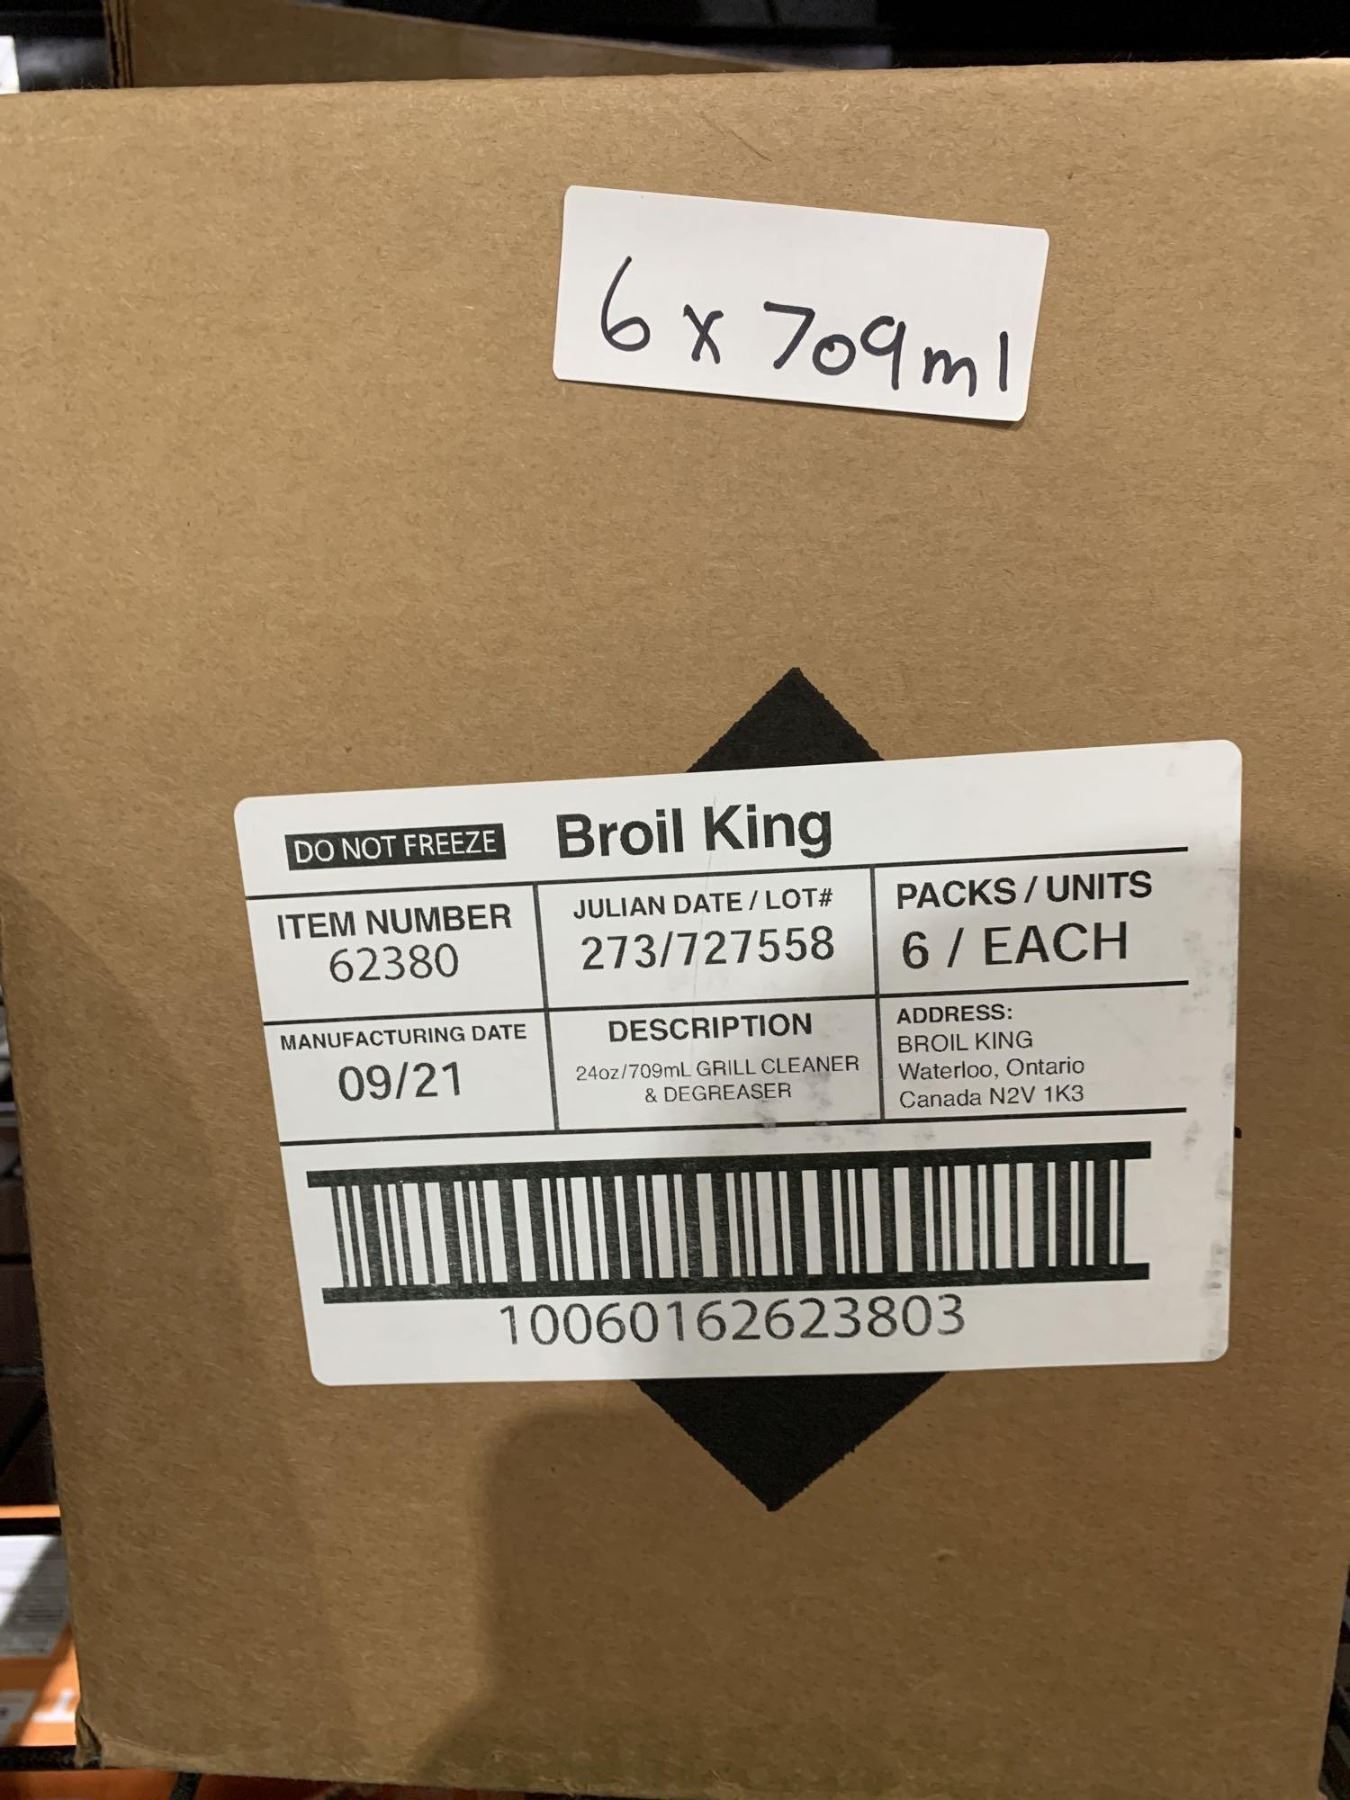 6 x 709ml
DO NOT FREEZE Broil King
ITEM NUMBER
62380
JULIAN DATE / LOT#
273/727558
PACKS / UNITS
6 / EACH
MANUFACTURING DATE
09/21
DESCRIPTION
24oz/709mL GRILL CLEANER
& DEGREASER
ADDRESS:
BROIL KING
Waterloo, Ontario
Canada N2V 1K3
10060162623803